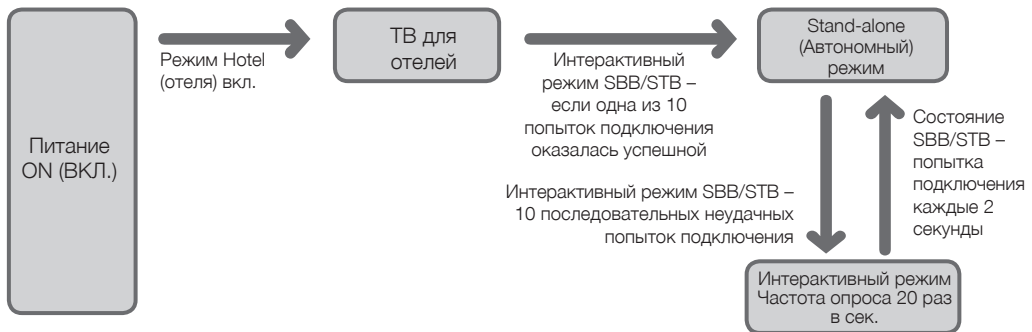 Питание
ON (ВКЛ.)
Режим Hotel
(отеля) вкл.
ТВ для
отелей
Интерактивный
режим SBB/STB –
если одна из 10
попыток подключения
оказалась успешной
Stand-alone
(Автономный)
режим
Интерактивный режим SBB/STB –
10 последовательных неудачных
попыток подключения
Состояние
SBB/STB –
попытка
подключения
каждые 2
секунды
Интерактивный режим
Частота опроса 20 раз
в сек.